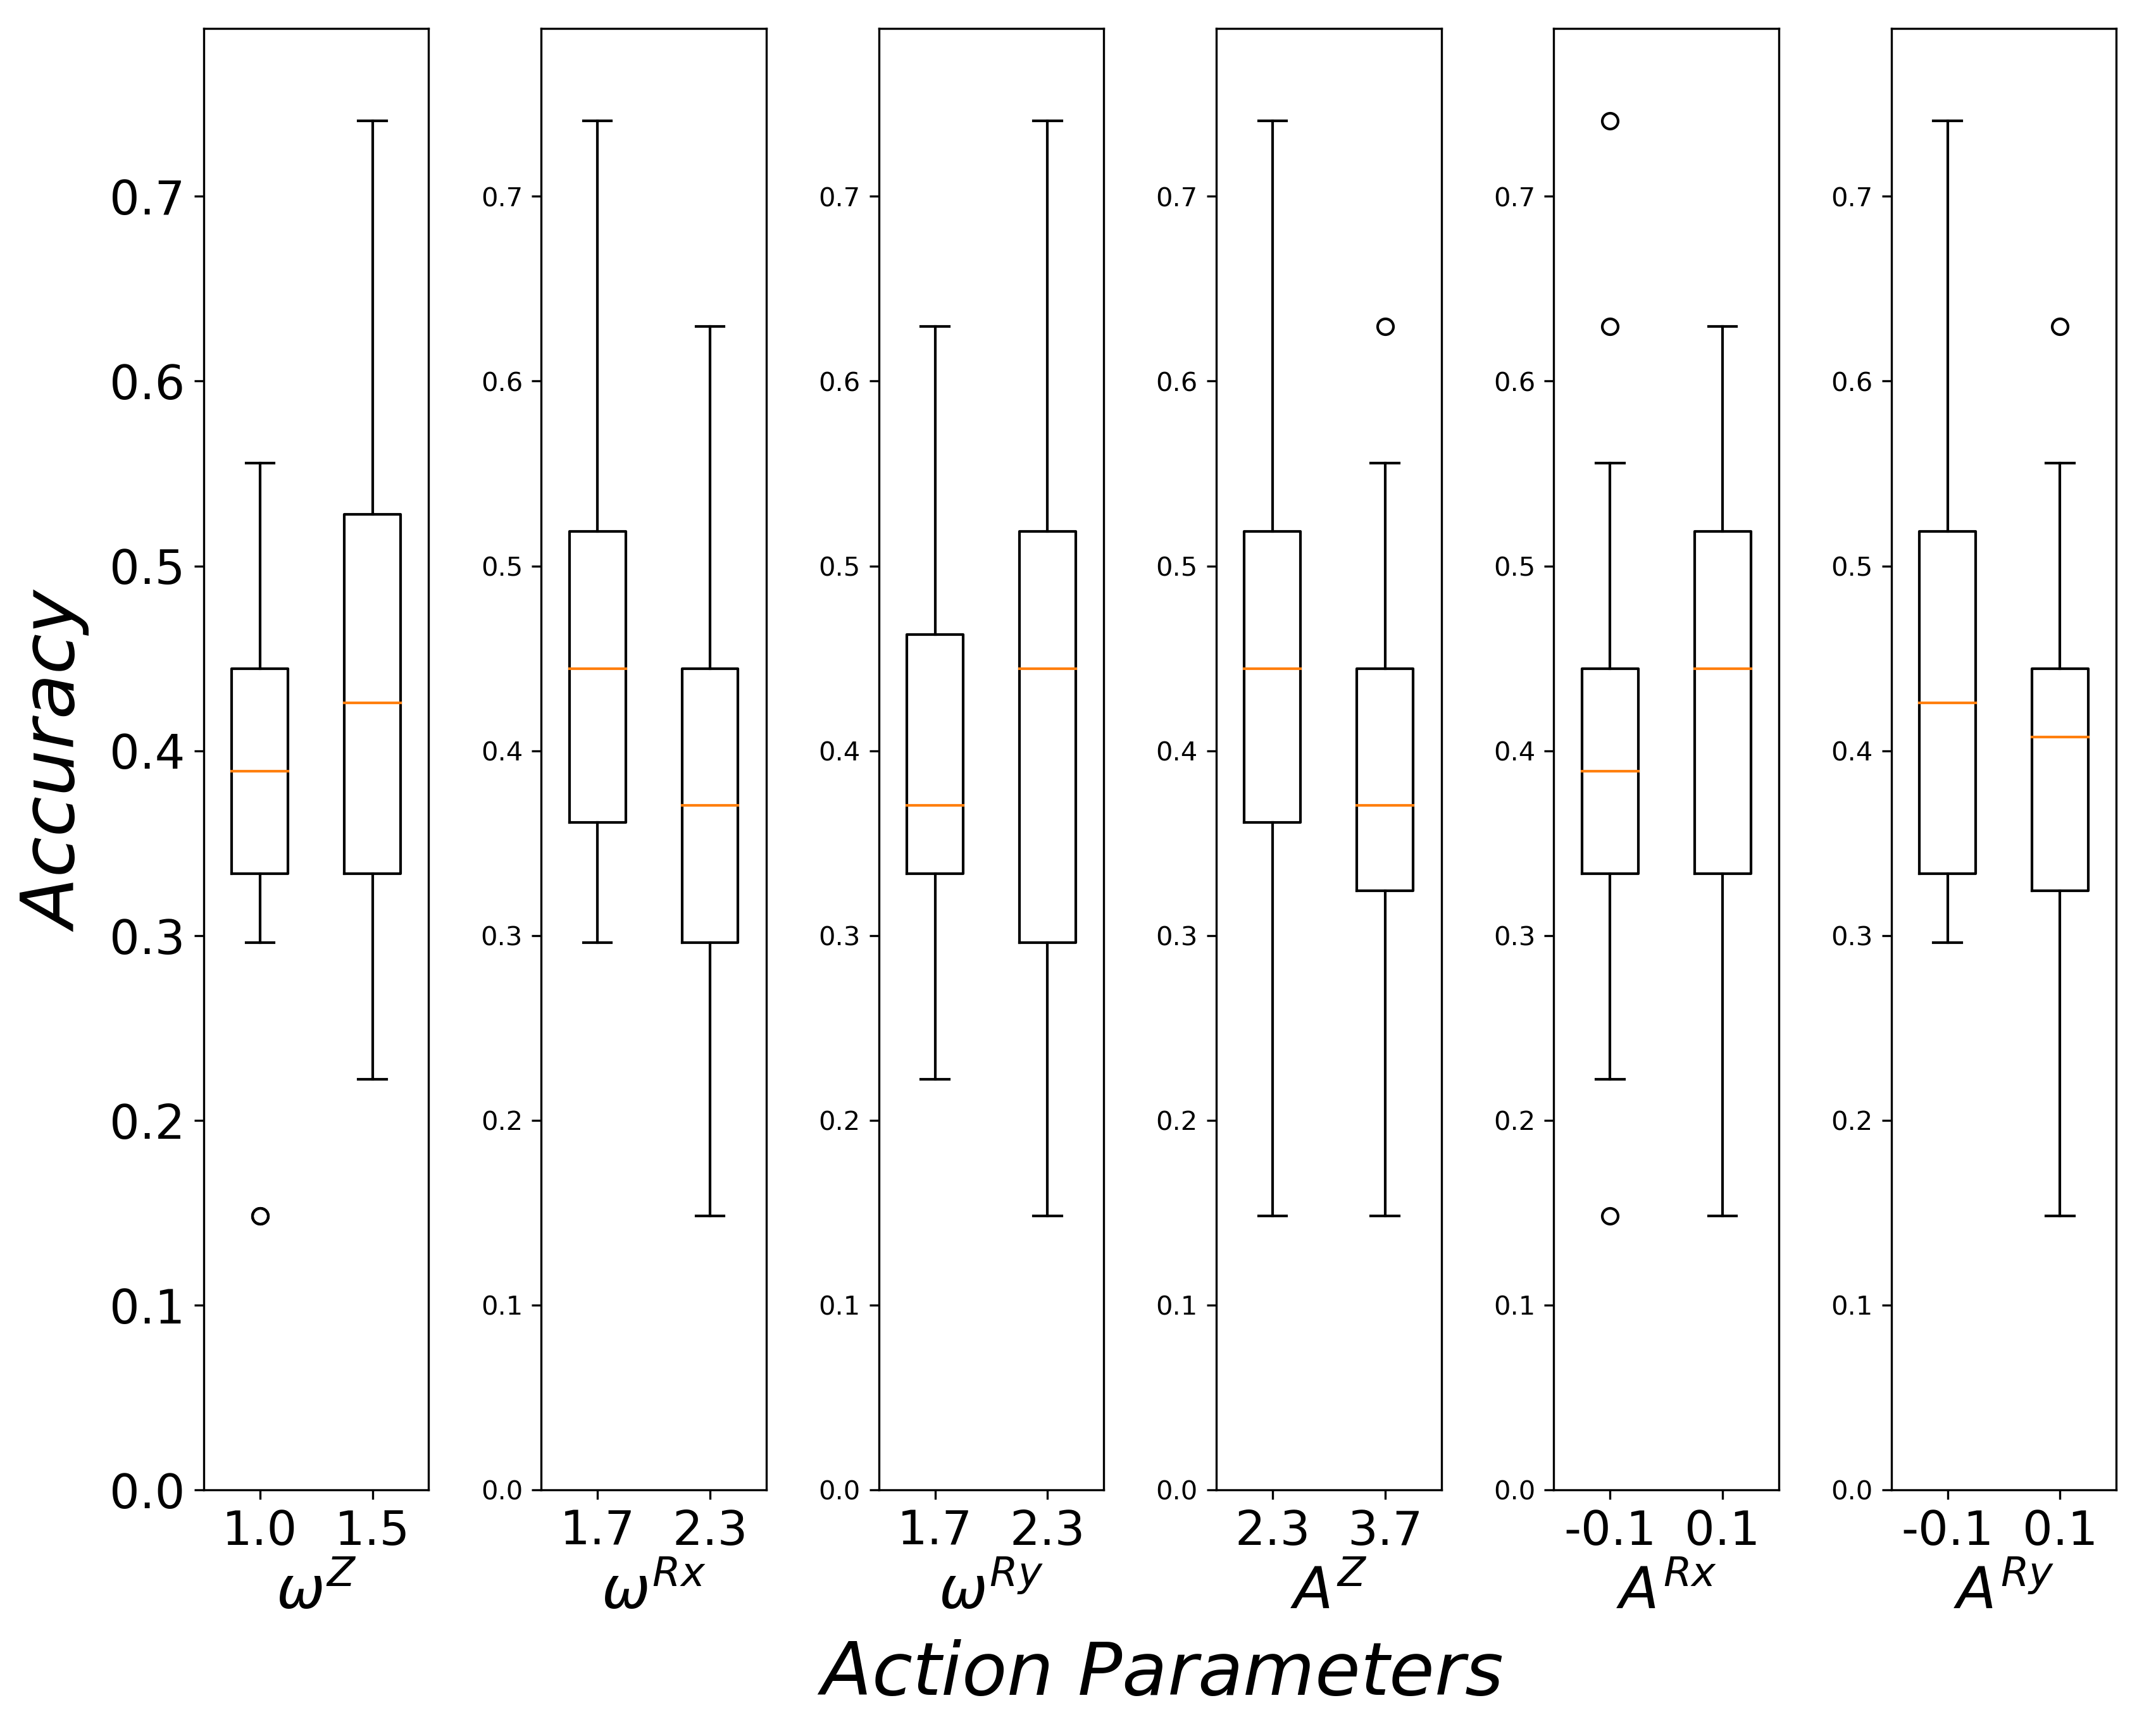 0.7 0.7 0.7 0.7 0.7 0.7
0.6 0.6 0.6 0.6 0.6 0.6
0.5 0.5 0.5 0.5 0.5 0.5
0.4 0.4 0.4 0.4 0.4 0.4
0.3 0.3 0.3 0.3 0.3 0.3
0.2 0.2 0.2 0.2 0.2 0.2
0.1 0.1 0.1 0.1 0.1 0.1
0.0 0.0 0.0 0.0 0.0 0.0
Accuracy
1.0 1.5 1.7 2.3 1.7 2.3 2.3 3.7 -0.1 0.1 -0.1 0.1
ω^Z ω^Rx ω^Ry A^Z A^Rx A^Ry
Action Parameters